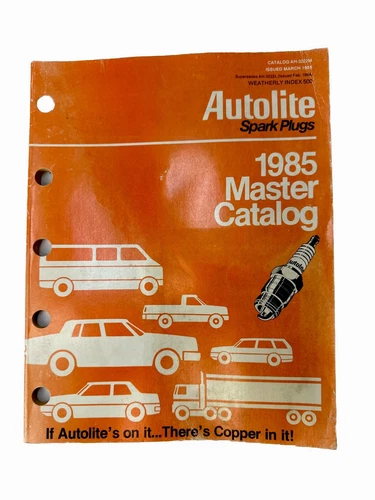 ISSUED MARCH 1985
WEATHERLY INDEX 600
Autolite
Spark Plugs
1985
Master
Catalog
Autolite
If Autolite's on it...There's Copper in it!